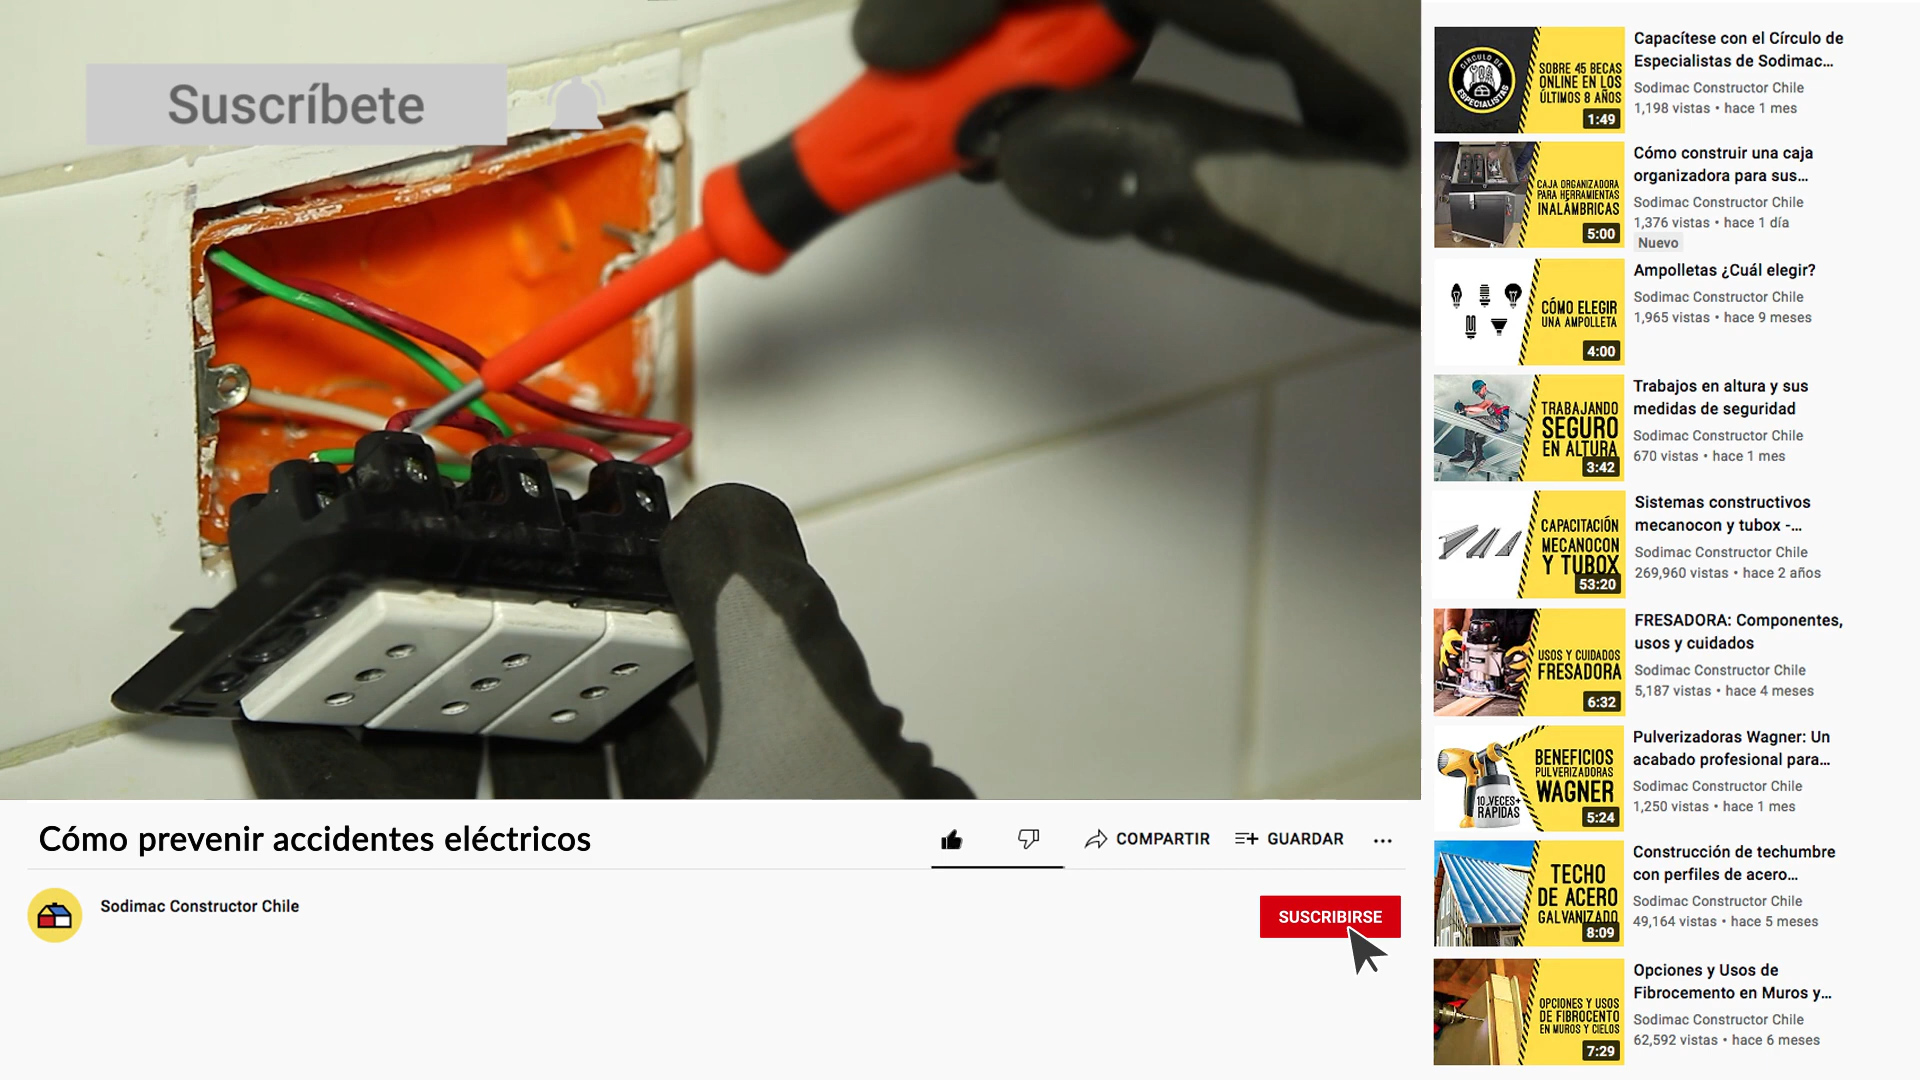 Suscríbete
Cómo prevenir accidentes eléctricos
COMPARTIR
GUARDAR
Sodimac Constructor Chile
SUSCRIBIRSE
CÍRCULO DE
ESPECIALISTAS
SOBRE 45 BECAS
ONLINE EN LOS
ÚLTIMOS 8 AÑOS
1:49
Capacítese con el Círculo de
Especialistas de Sodimac...
Sodimac Constructor Chile
1,198 vistas • hace 1 mes
CAJA ORGANIZADORA
PARA HERRAMIENTAS
INALÁMBRICAS
5:00
Cómo construir una caja
organizadora para sus...
Sodimac Constructor Chile
1,376 vistas • hace 1 día
Nuevo
CÓMO ELEGIR
UNA AMPOLLETA
4:00
Ampolletas ¿Cuál elegir?
Sodimac Constructor Chile
1,965 vistas • hace 9 meses
TRABAJANDO
SEGURO
EN ALTURA
3:42
Trabajos en altura y sus
medidas de seguridad
Sodimac Constructor Chile
670 vistas • hace 1 mes
CAPACITACIÓN
MECANOCON
Y TUBOX
53:20
Sistemas constructivos
mecanocon y tubox -...
Sodimac Constructor Chile
269,960 vistas • hace 2 años
USOS Y CUIDADOS
FRESADORA
6:32
FRESADORA: Componentes,
usos y cuidados
Sodimac Constructor Chile
5,187 vistas • hace 4 meses
BENEFICIOS
PULVERIZADORAS
WAGNER
10 VECES+
RÁPIDAS
5:24
Pulverizadoras Wagner: Un
acabado profesional para...
Sodimac Constructor Chile
1,250 vistas • hace 1 mes
TECHO
DE ACERO
GALVANIZADO
8:09
Construcción de techumbre
con perfiles de acero...
Sodimac Constructor Chile
49,164 vistas • hace 5 meses
OPCIONES Y USOS
DE FIBROCENTO
EN MUROS Y CIELOS
7:29
Opciones y Usos de
Fibrocemento en Muros y...
Sodimac Constructor Chile
62,592 vistas • hace 6 meses